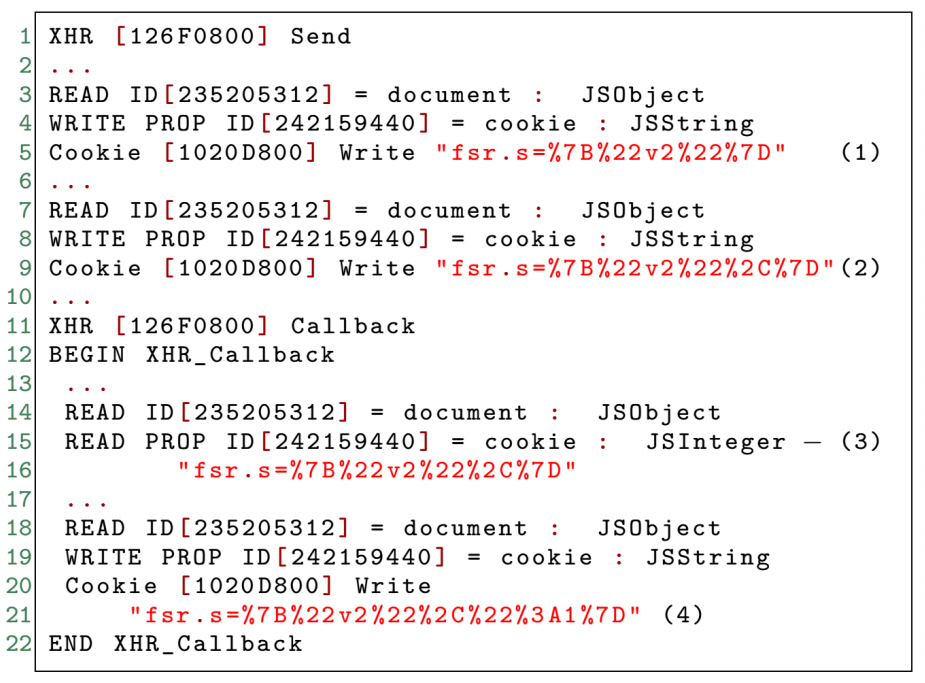 1 XHR [126F0800] Send
2 ...
3 READ ID[235205312] = document :  JSObject
4 WRITE PROP ID[242159440] = cookie : JSString
5 Cookie [1020D800] Write "fsr.s=%7B%22v2%22%7D"   (1)
6 ...
7 READ ID[235205312] = document :  JSObject
8 WRITE PROP ID[242159440] = cookie : JSString
9 Cookie [1020D800] Write "fsr.s=%7B%22v2%22%2C%7D"(2)
10 ...
11 XHR [126F0800] Callback
12 BEGIN XHR_Callback
13  ...
14  READ ID[235205312] = document :  JSObject
15  READ PROP ID[242159440] = cookie :  JSInteger — (3)
16        "fsr.s=%7B%22v2%22%2C%7D"
17  ...
18  READ ID[235205312] = document :  JSObject
19  WRITE PROP ID[242159440] = cookie : JSString
20  Cookie [1020D800] Write
21     "fsr.s=%7B%22v2%22%2C%22%3A1%7D" (4)
22 END XHR_Callback